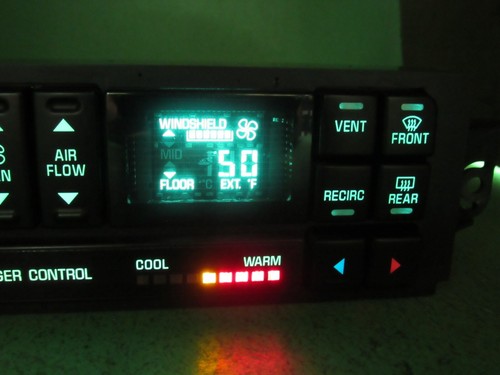 WINDSHIELD
MID
50
FLOOR °C EXT. °F
AIR
FLOW
VENT
FRONT
RECIRC
REAR
GER CONTROL
COOL
WARM